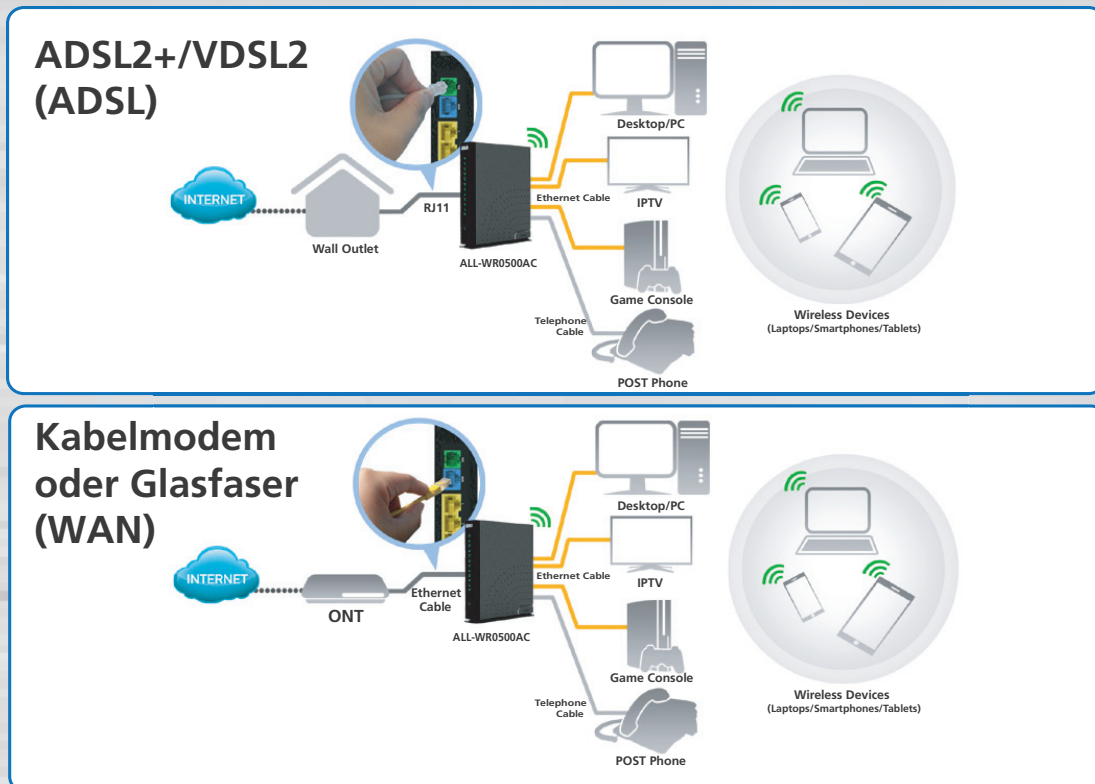 ADSL2+/VDSL2
(ADSL)
Desktop/PC
INTERNET
Ethernet Cable
IPTV
RJ11
Wall Outlet
ALL-WR0500AC
Game Console
Telephone
Cable
POST Phone
Wireless Devices
(Laptops/Smartphones/Tablets)
Kabelmodem
oder Glasfaser
(WAN)
Desktop/PC
INTERNET
Ethernet Cable
IPTV
Ethernet
Cable
ONT
ALL-WR0500AC
Game Console
Telephone
Cable
POST Phone
Wireless Devices
(Laptops/Smartphones/Tablets)